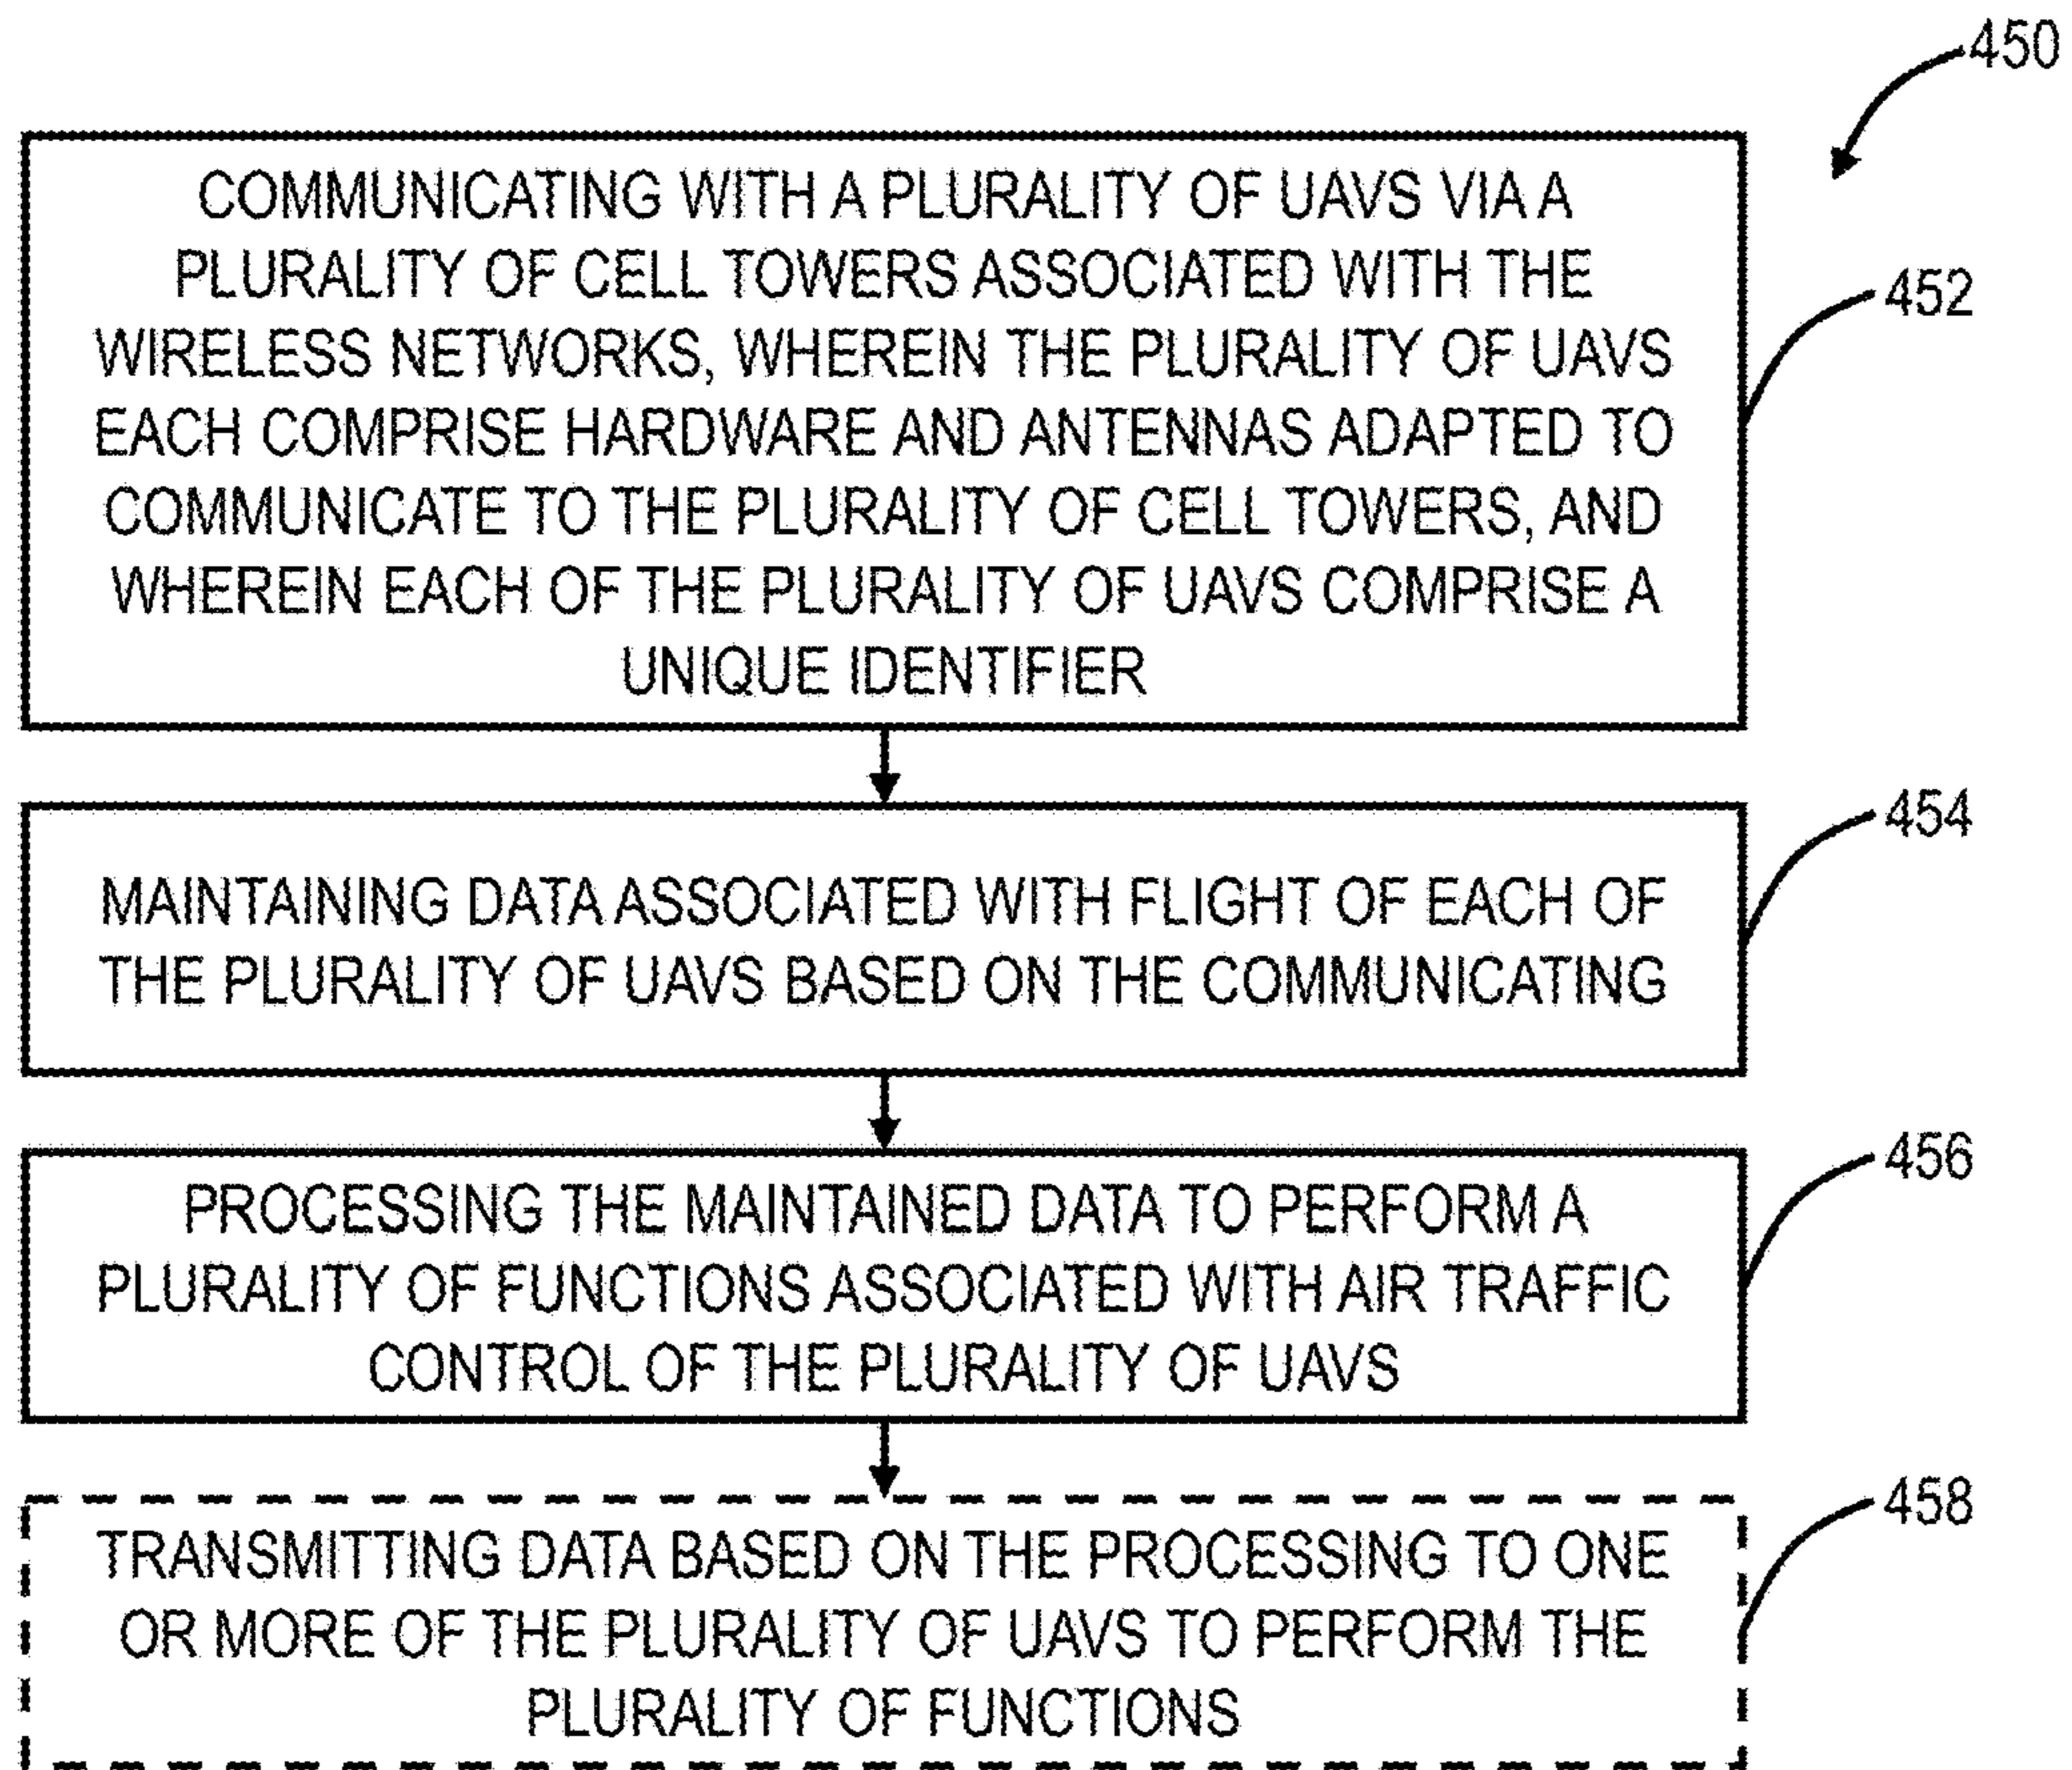 450
COMMUNICATING WITH A PLURALITY OF UAVS VIA A
PLURALITY OF CELL TOWERS ASSOCIATED WITH THE
WIRELESS NETWORKS, WHEREIN THE PLURALITY OF UAVS
EACH COMPRISE HARDWARE AND ANTENNAS ADAPTED TO
COMMUNICATE TO THE PLURALITY OF CELL TOWERS, AND
WHEREIN EACH OF THE PLURALITY OF UAVS COMPRISE A
UNIQUE IDENTIFIER
452
MAINTAINING DATA ASSOCIATED WITH FLIGHT OF EACH OF
THE PLURALITY OF UAVS BASED ON THE COMMUNICATING
454
PROCESSING THE MAINTAINED DATA TO PERFORM A
PLURALITY OF FUNCTIONS ASSOCIATED WITH AIR TRAFFIC
CONTROL OF THE PLURALITY OF UAVS
456
TRANSMITTING DATA BASED ON THE PROCESSING TO ONE
OR MORE OF THE PLURALITY OF UAVS TO PERFORM THE
PLURALITY OF FUNCTIONS
458